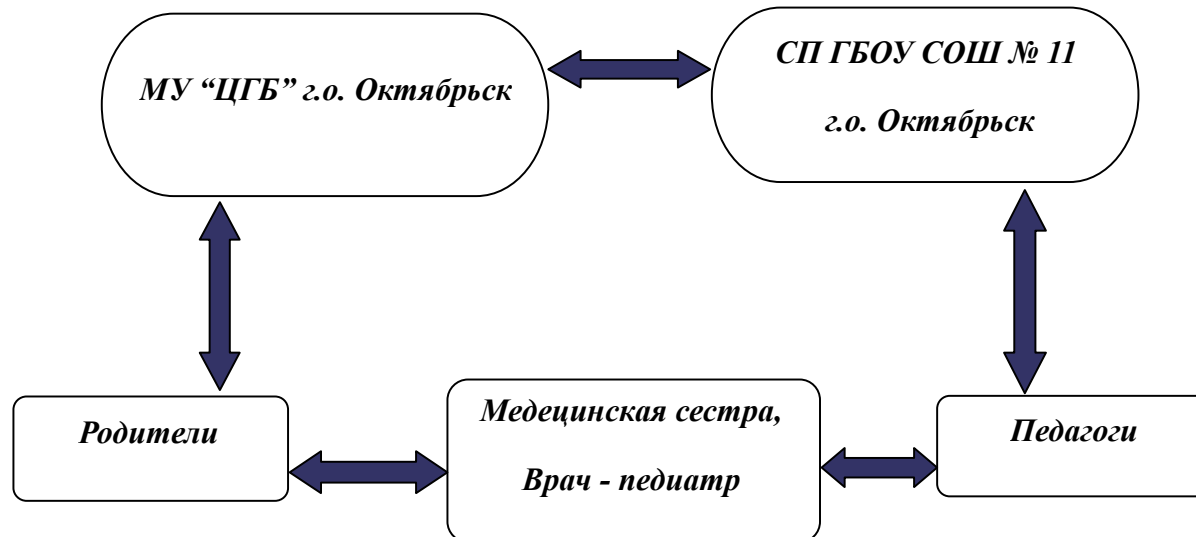 МУ “ЦГБ” г.о. Октябрьск
СП ГБОУ СОШ № 11
г.о. Октябрьск
Родители
Медецинская сестра,
Врач - педиатр
Педагоги